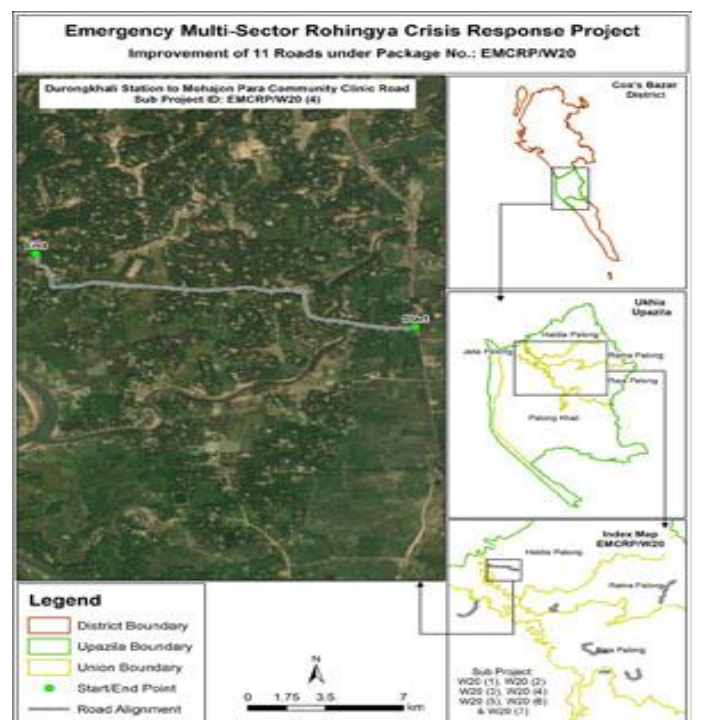 Emergency Multi-Sector Rohingya Crisis Response Project
Improvement of 11 Roads under Package No.: EMCRP/W20
Durongkhali Station to Mohajon Para Community Clinic Road
Sub Project ID: EMCRP/W20 (4)
End
Start
Cox's Bazar
District
Ukhia
Upazila
Haldia Palong
Jalia Palong
Ratna Palong
Raja Palong
Palong Khali
Index Map
EMCRP/W20
Haldia Palong
Ratna Palong
Raja Palong
Sub Project:
W20 (1), W20 (2)
W20 (3), W20 (4)
W20 (5), W20 (6)
& W20 (7)
Legend
District Boundary
Upazila Boundary
Union Boundary
Start/End Point
Road Alignment
N
0 1.75 3.5 7
km